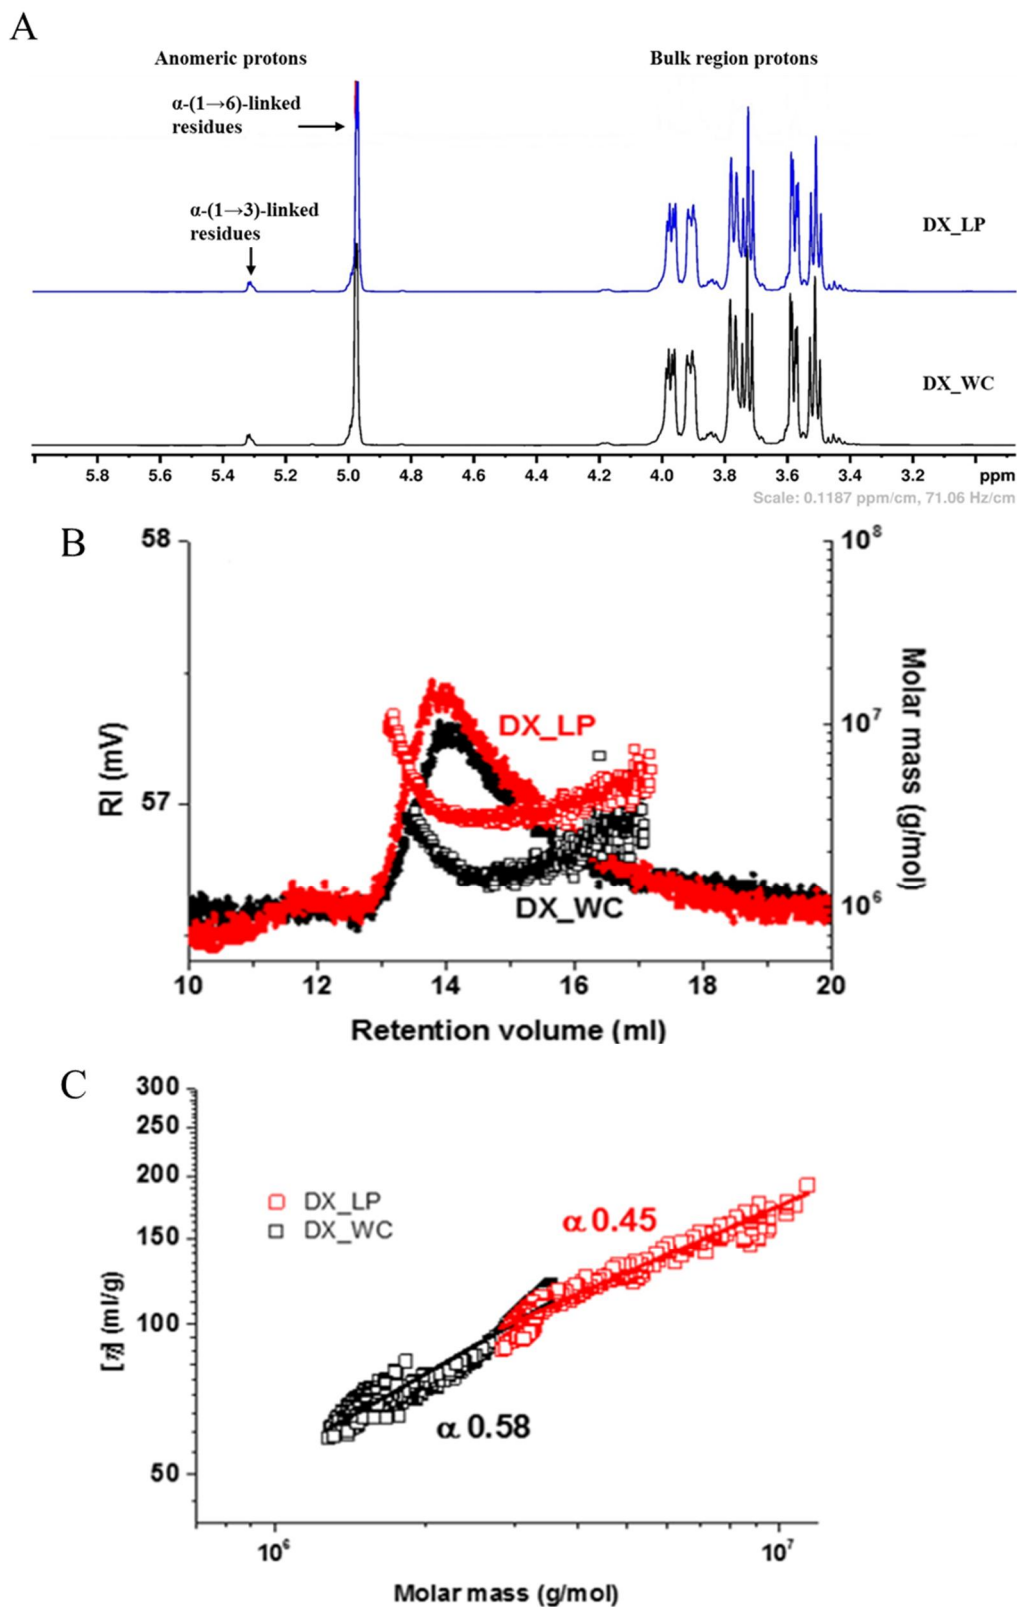 A
Anomeric protons
Bulk region protons
α-(1→6)-linked
residues
α-(1→3)-linked
residues
DX_LP
DX_WC
5.8 5.6 5.4 5.2 5.0 4.8 4.6 4.4 4.2 4.0 3.8 3.6 3.4 3.2 ppm
Scale: 0.1187 ppm/cm, 71.06 Hz/cm
B
58
57
RI (mV)
10⁸
10⁷
10⁶
Molar mass (g/mol)
DX_LP
DX_WC
10 12 14 16 18 20
Retention volume (ml)
C
300
250
200
150
100
50
[η] (ml/g)
DX_LP
DX_WC
α 0.45
α 0.58
10⁶ 10⁷
Molar mass (g/mol)